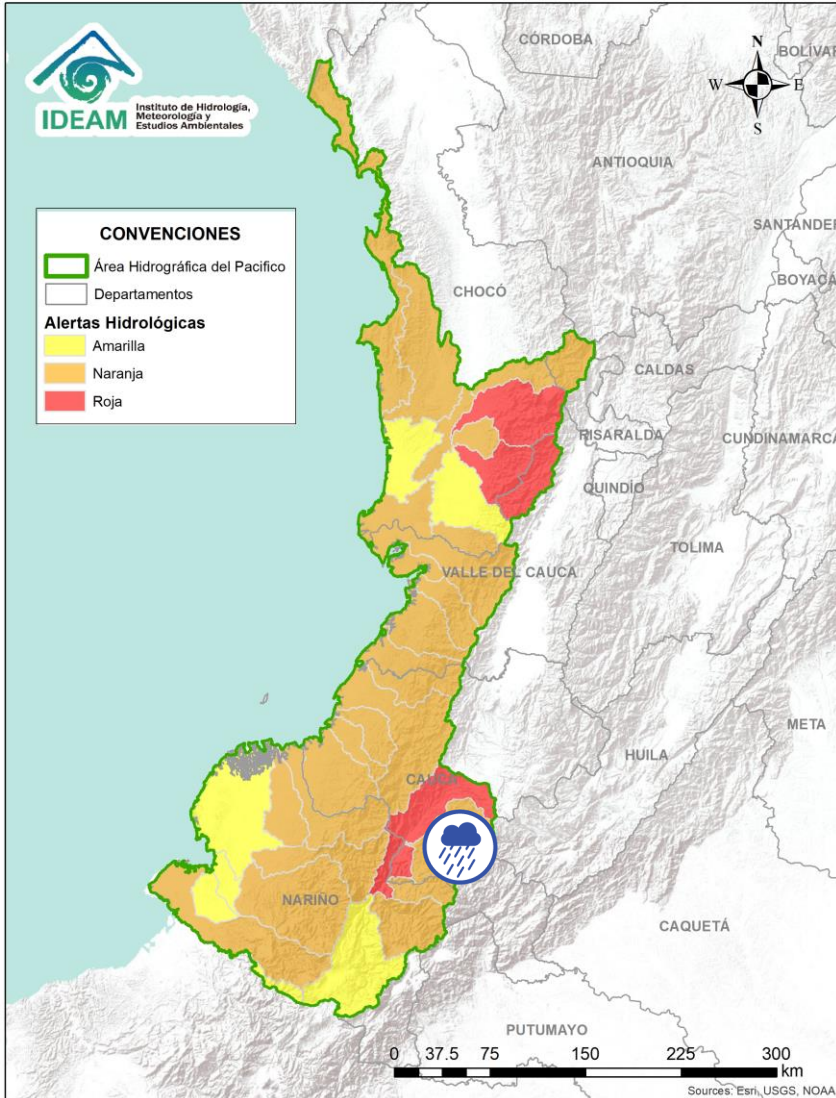 IDEAM
Instituto de Hidrología,
Meteorología y
Estudios Ambientales
CÓRDOBA
BOLÍVAR
N
W
E
S
ANTIOQUIA
SANTANDER
BOYACÁ
CONVENCIONES
Área Hidrográfica del Pacifico
Departamentos
Alertas Hidrológicas
Amarilla
Naranja
Roja
CHOCÓ
CALDAS
RISARALDA
CUNDINAMARCA
QUINDÍO
TOLIMA
VALLE DEL CAUCA
META
HUILA
CAUCA
NARIÑO
CAQUETÁ
PUTUMAYO
0 37.5 75 150 225 300
km
Sources: Esri, USGS, NOAA